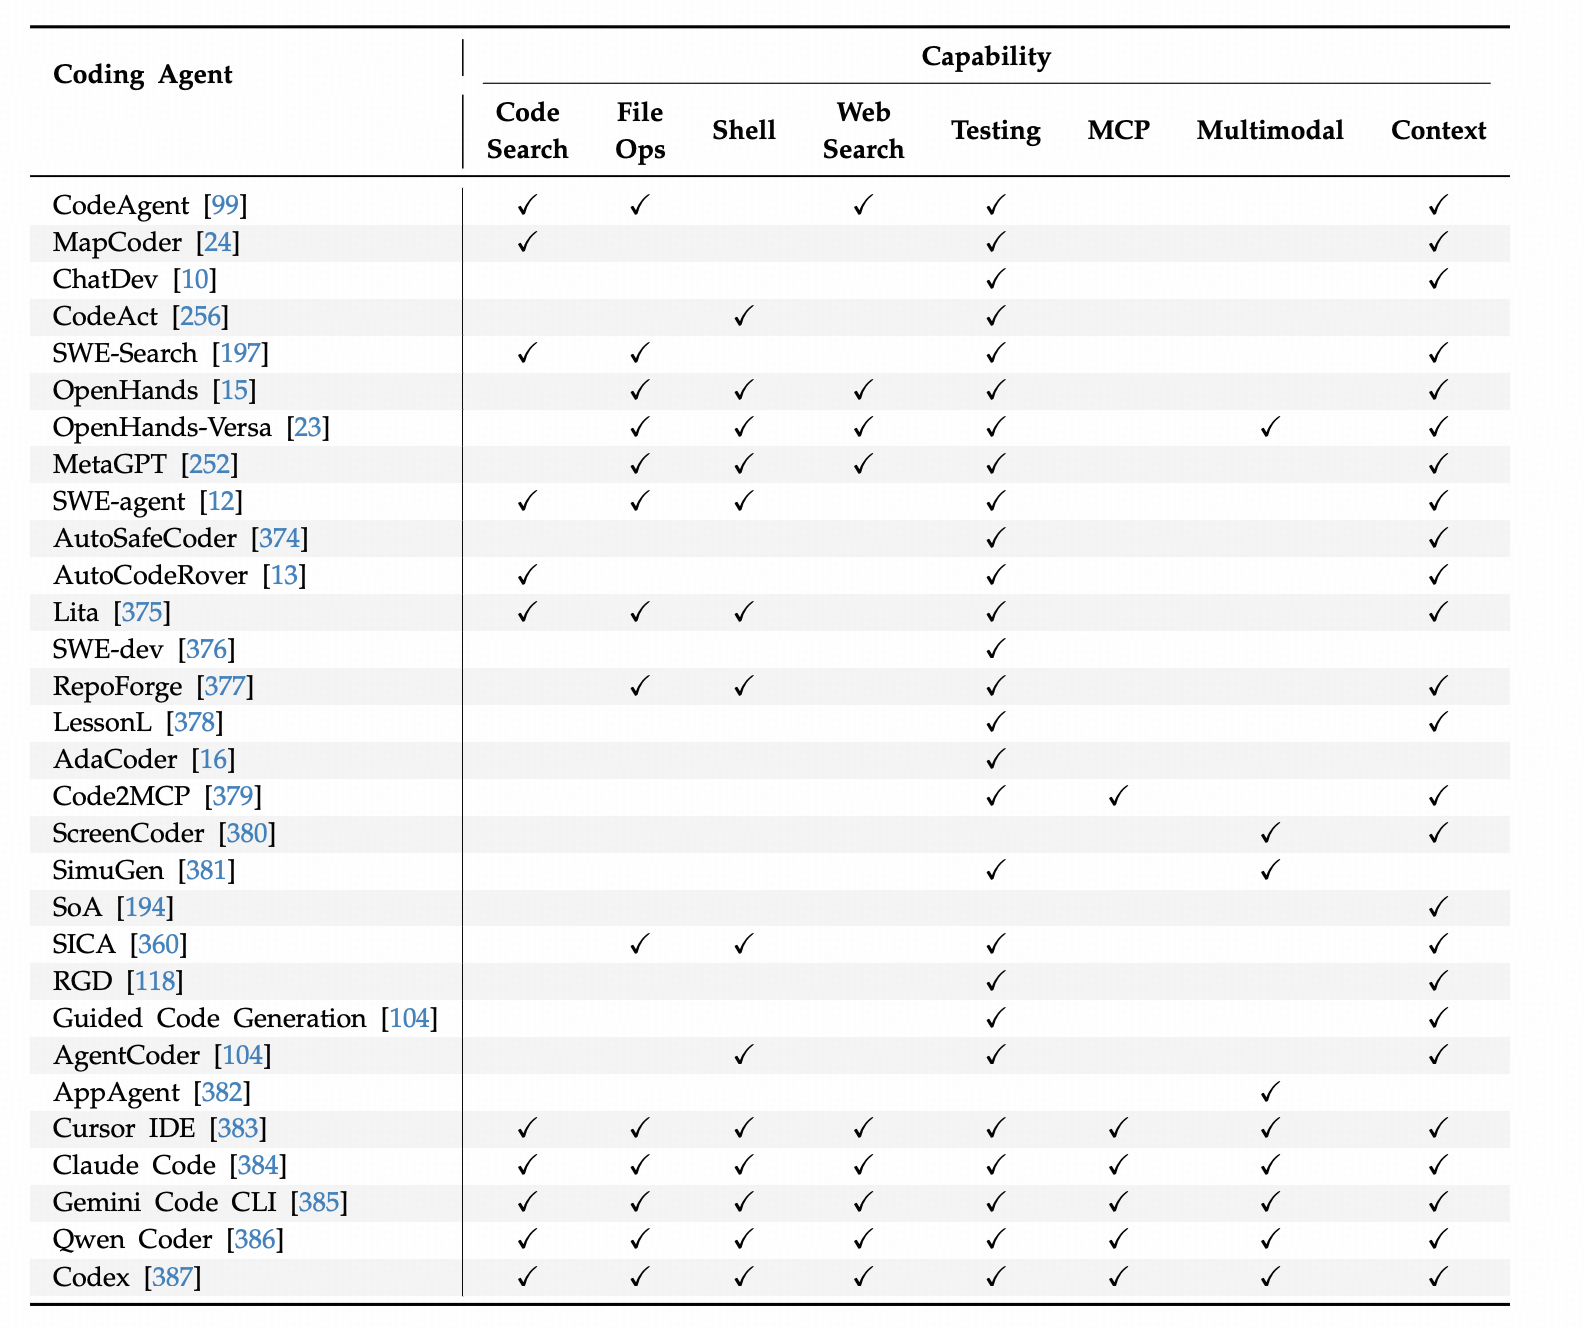 Coding Agent
Capability
Code Search File Ops Shell Web Search Testing MCP Multimodal Context
CodeAgent [99] ✓ ✓ ✓ ✓ ✓
MapCoder [24] ✓ ✓ ✓
ChatDev [10] ✓ ✓
CodeAct [256] ✓ ✓
SWE-Search [197] ✓ ✓ ✓ ✓
OpenHands [15] ✓ ✓ ✓ ✓ ✓
OpenHands-Versa [23] ✓ ✓ ✓ ✓ ✓ ✓
MetaGPT [252] ✓ ✓ ✓ ✓ ✓
SWE-agent [12] ✓ ✓ ✓ ✓ ✓
AutoSafeCoder [374] ✓ ✓
AutoCodeRover [13] ✓ ✓ ✓
Lita [375] ✓ ✓ ✓ ✓ ✓
SWE-dev [376] ✓
RepoForge [377] ✓ ✓ ✓ ✓
LessonL [378] ✓ ✓
AdaCoder [16] ✓
Code2MCP [379] ✓ ✓ ✓
ScreenCoder [380] ✓ ✓
SimuGen [381] ✓ ✓
SoA [194] ✓
SICA [360] ✓ ✓ ✓ ✓
RGD [118] ✓ ✓
Guided Code Generation [104] ✓ ✓
AgentCoder [104] ✓ ✓ ✓
AppAgent [382] ✓
Cursor IDE [383] ✓ ✓ ✓ ✓ ✓ ✓ ✓ ✓
Claude Code [384] ✓ ✓ ✓ ✓ ✓ ✓ ✓ ✓
Gemini Code CLI [385] ✓ ✓ ✓ ✓ ✓ ✓ ✓ ✓
Qwen Coder [386] ✓ ✓ ✓ ✓ ✓ ✓ ✓ ✓
Codex [387] ✓ ✓ ✓ ✓ ✓ ✓ ✓ ✓